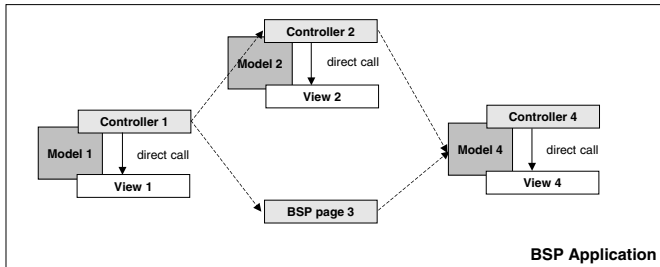 Controller 1
Model 1
direct call
View 1
Controller 2
Model 2
direct call
View 2
BSP page 3
Controller 4
Model 4
direct call
View 4
BSP Application